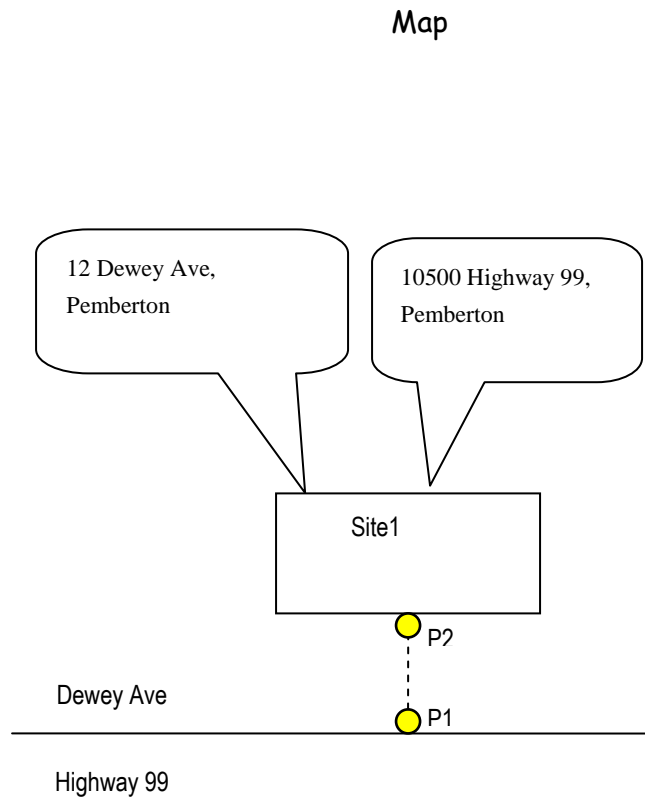 Map
12 Dewey Ave,
Pemberton
10500 Highway 99,
Pemberton
Site1
P2
Dewey Ave
P1
Highway 99